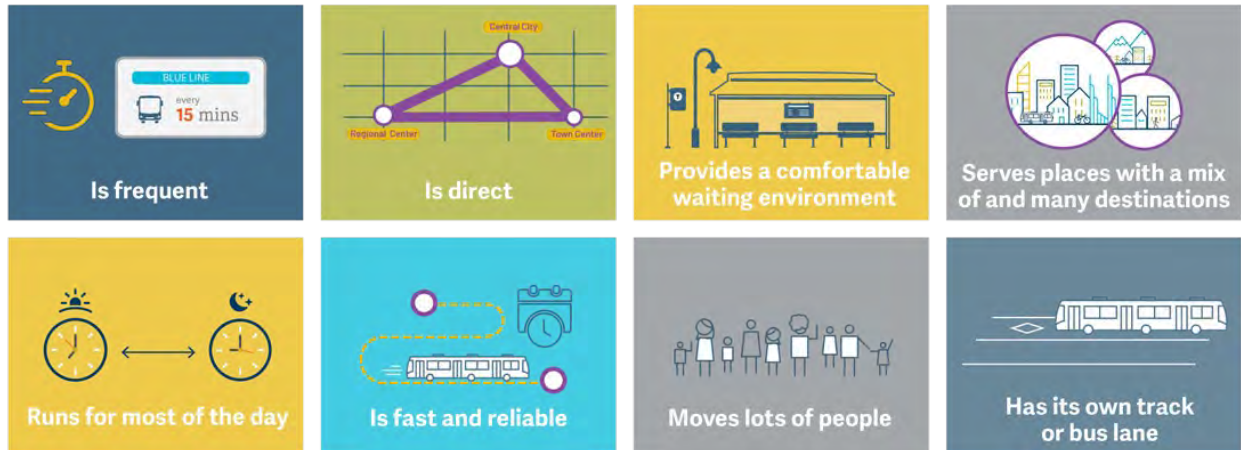 BLUE LINE
every
15 mins
Is frequent
Central City
Regional Center
Town Center
Is direct
Provides a comfortable
waiting environment
Serves places with a mix
of and many destinations
Runs for most of the day
Is fast and reliable
Moves lots of people
Has its own track
or bus lane